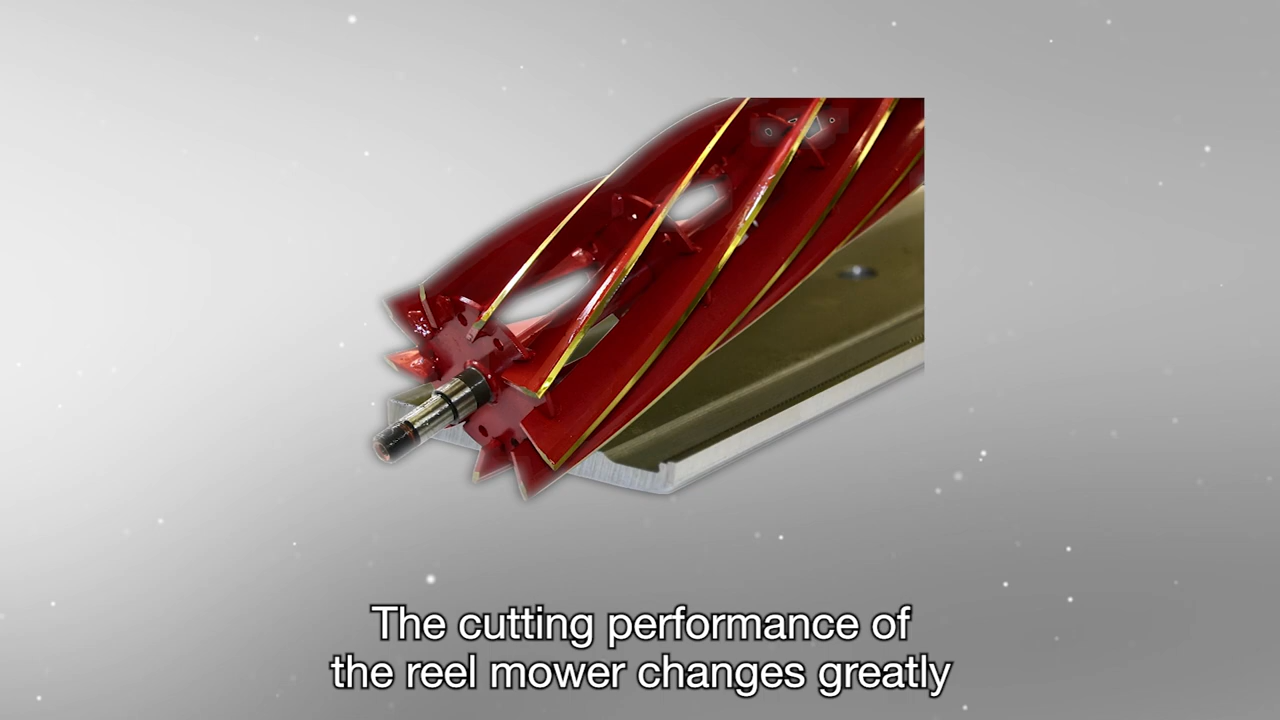 The cutting performance of
the reel mower changes greatly